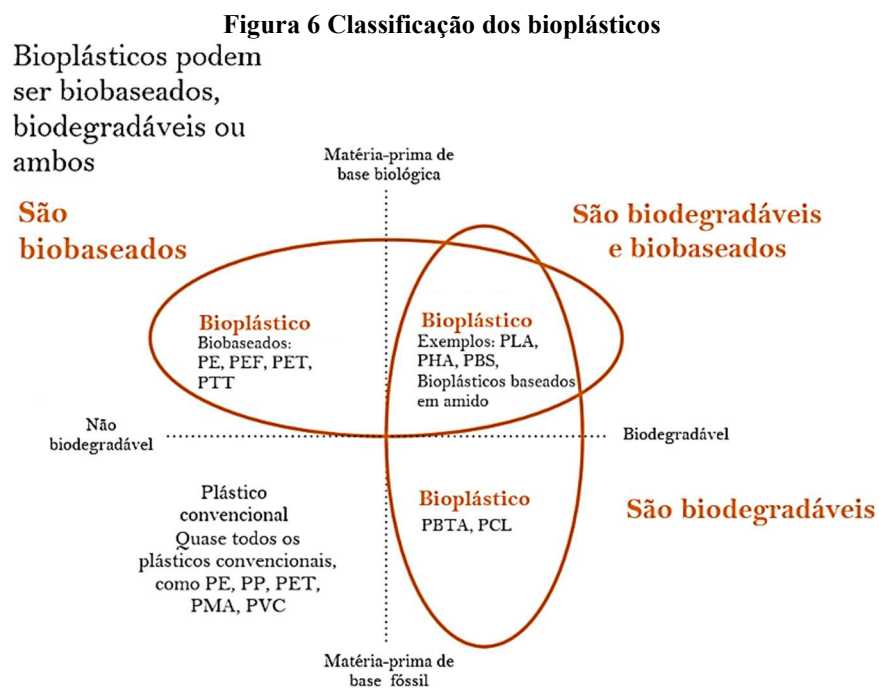 Figura 6 Classificação dos bioplásticos
Bioplásticos podem
ser biobaseados,
biodegradáveis ou
ambos
Matéria-prima de
base biológica
São
biobaseados
São biodegradáveis
e biobaseados
Bioplástico
Biobaseados:
PE, PEF, PET,
PTT
Bioplástico
Exemplos: PLA,
PHA, PBS,
Bioplásticos baseados
em amido
Não
biodegradável
Biodegradável
Plástico
convencional
Quase todos os
plásticos convencionais,
como PE, PP, PET,
PMA, PVC
Bioplástico
PBTA, PCL
São biodegradáveis
Matéria-prima de
base fóssil